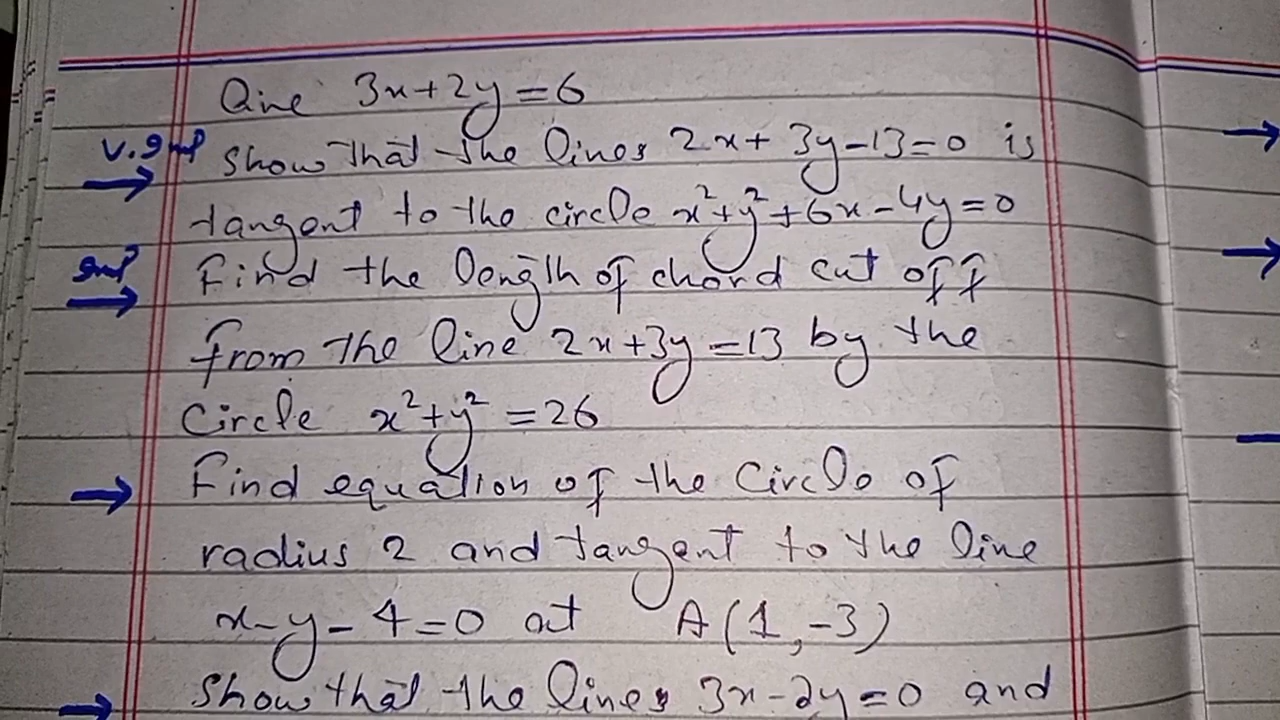 Line 3x+2y=6
V. Imp Show that the lines 2x+3y-13=0 is
tangent to the circle x²+y²+6x-4y=0
Imp Find the length of chord cut off
from the line 2x+3y=13 by the
Circle x²+y²=26
→ Find equation of the Circle of
radius 2 and tangent to the line
x-y-4=0 at A(1,-3)
→ Show that the lines 3x-2y=0 and